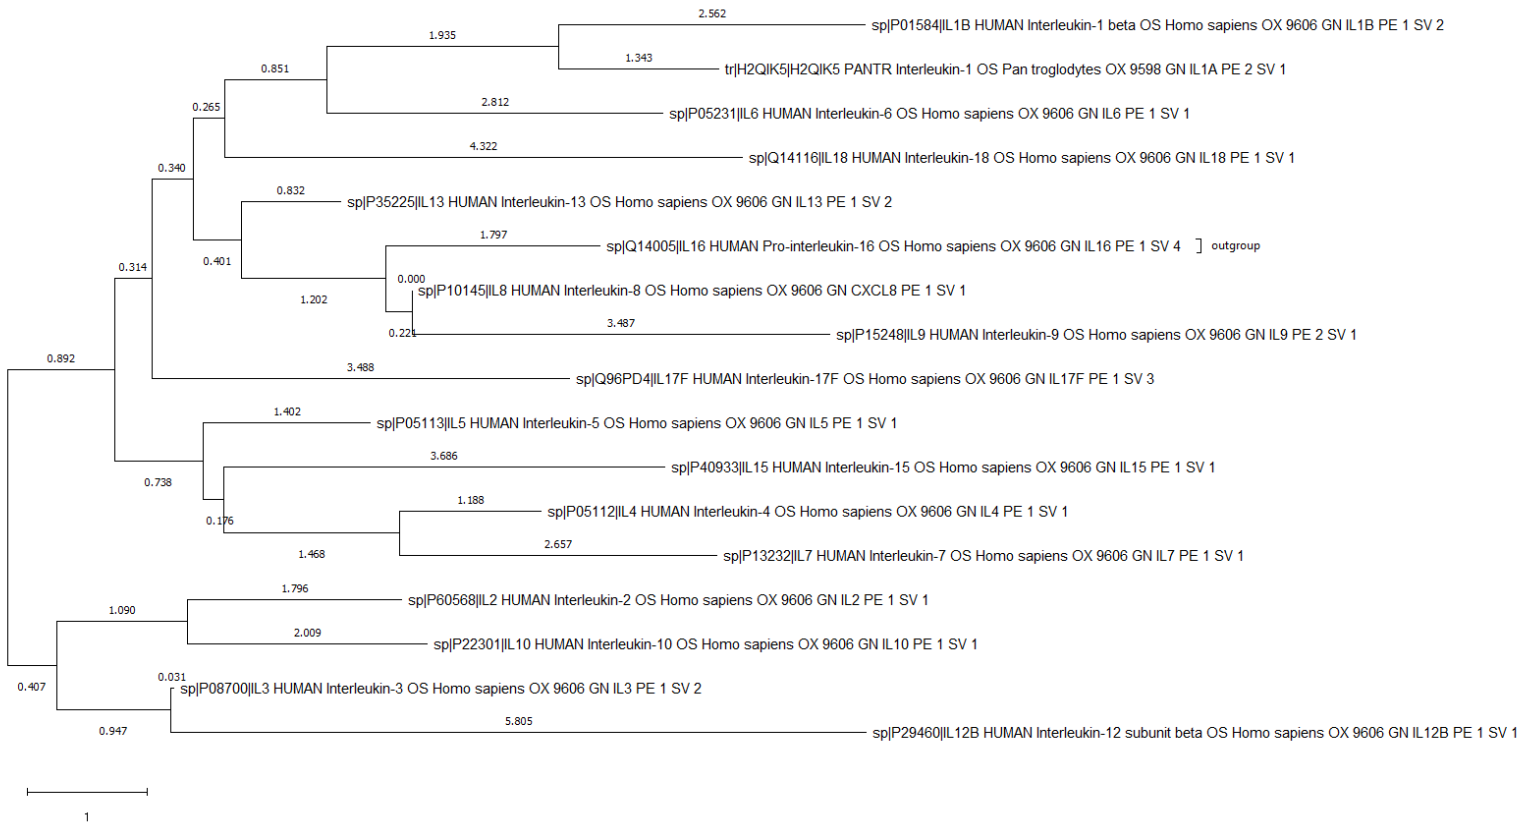 2.562
sp|P01584|IL1B HUMAN Interleukin-1 beta OS Homo sapiens OX 9606 GN IL1B PE 1 SV 2
1.935
1.343
tr|H2QIK5|H2QIK5 PANTR Interleukin-1 OS Pan troglodytes OX 9598 GN IL1A PE 2 SV 1
0.851
2.812
sp|P05231|IL6 HUMAN Interleukin-6 OS Homo sapiens OX 9606 GN IL6 PE 1 SV 1
0.265
4.322
sp|Q14116|IL18 HUMAN Interleukin-18 OS Homo sapiens OX 9606 GN IL18 PE 1 SV 1
0.340
0.832
sp|P35225|IL13 HUMAN Interleukin-13 OS Homo sapiens OX 9606 GN IL13 PE 1 SV 2
1.797
sp|Q14005|IL16 HUMAN Pro-interleukin-16 OS Homo sapiens OX 9606 GN IL16 PE 1 SV 4 outgroup
0.401
0.314
0.000
sp|P10145|IL8 HUMAN Interleukin-8 OS Homo sapiens OX 9606 GN CXCL8 PE 1 SV 1
1.202
0.221
3.487
sp|P15248|IL9 HUMAN Interleukin-9 OS Homo sapiens OX 9606 GN IL9 PE 2 SV 1
0.892
3.488
sp|Q96PD4|IL17F HUMAN Interleukin-17F OS Homo sapiens OX 9606 GN IL17F PE 1 SV 3
1.402
sp|P05113|IL5 HUMAN Interleukin-5 OS Homo sapiens OX 9606 GN IL5 PE 1 SV 1
3.686
sp|P40933|IL15 HUMAN Interleukin-15 OS Homo sapiens OX 9606 GN IL15 PE 1 SV 1
0.738
1.188
sp|P05112|IL4 HUMAN Interleukin-4 OS Homo sapiens OX 9606 GN IL4 PE 1 SV 1
0.176
1.468
2.657
sp|P13232|IL7 HUMAN Interleukin-7 OS Homo sapiens OX 9606 GN IL7 PE 1 SV 1
1.796
sp|P60568|IL2 HUMAN Interleukin-2 OS Homo sapiens OX 9606 GN IL2 PE 1 SV 1
1.090
2.009
sp|P22301|IL10 HUMAN Interleukin-10 OS Homo sapiens OX 9606 GN IL10 PE 1 SV 1
0.407
0.031
sp|P08700|IL3 HUMAN Interleukin-3 OS Homo sapiens OX 9606 GN IL3 PE 1 SV 2
0.947
5.805
sp|P29460|IL12B HUMAN Interleukin-12 subunit beta OS Homo sapiens OX 9606 GN IL12B PE 1 SV 1
1